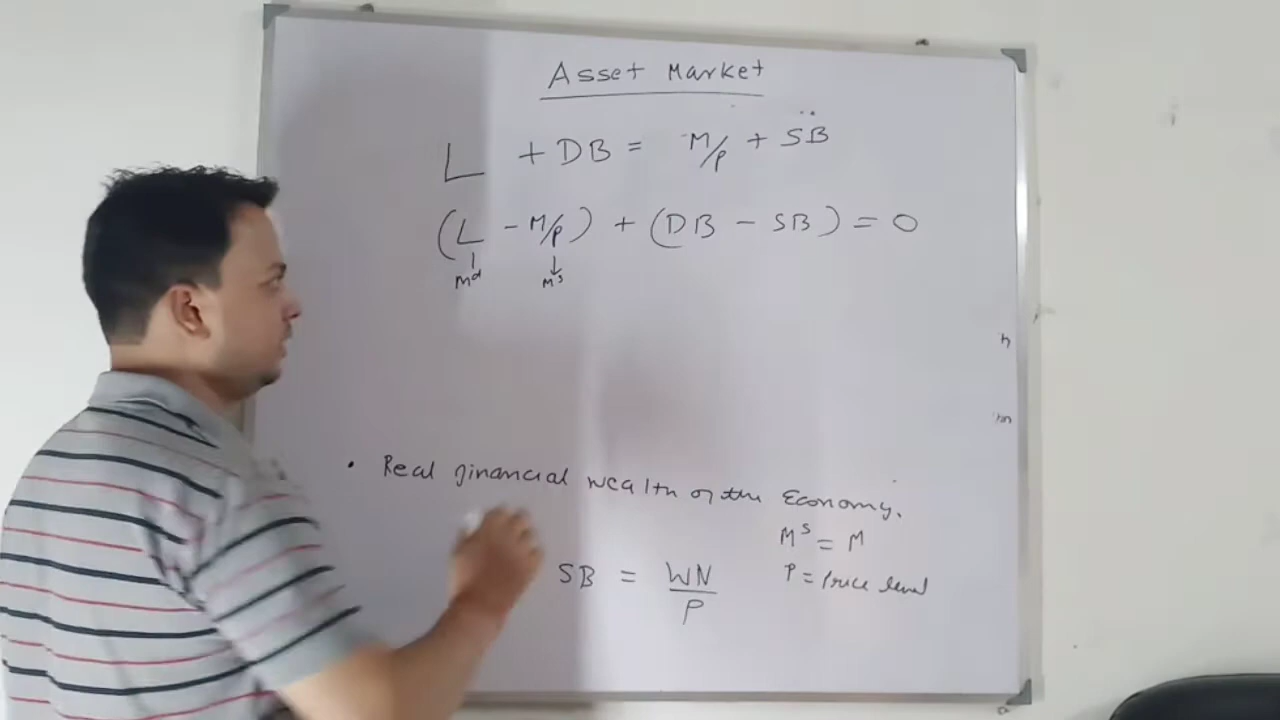 Asset Market
L + DB = M/P + SB
(L - M/P) + (DB - SB) = 0
Mᵈ Mˢ
• Real financial wealth of the Economy.
Mˢ = M
SB = WN/P
P = Price level